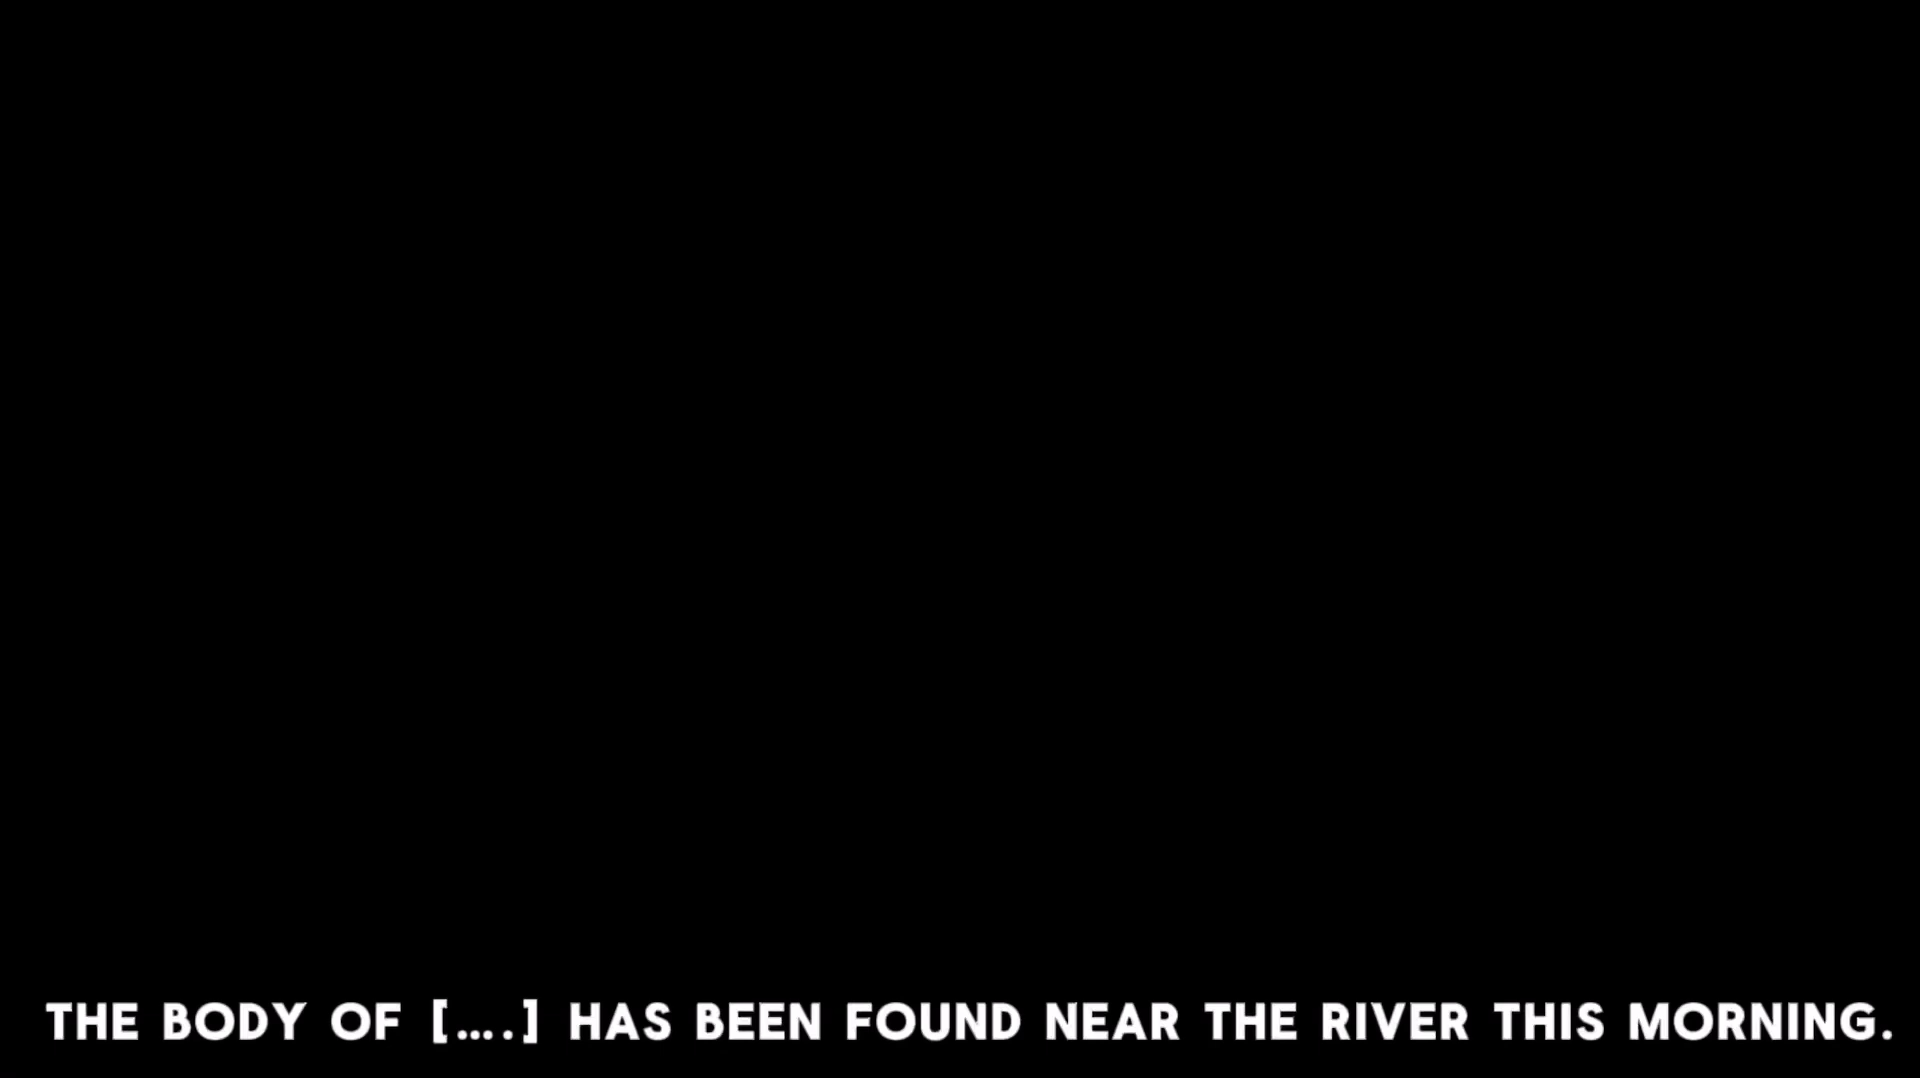 THE BODY OF [....] HAS BEEN FOUND NEAR THE RIVER THIS MORNING.